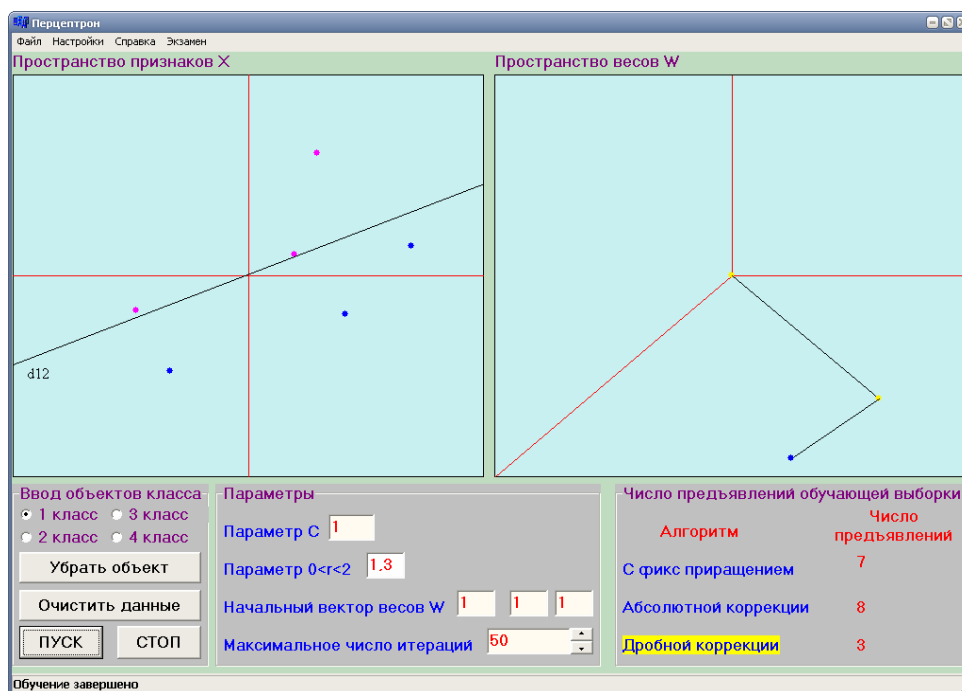 Перцептрон
Файл Настройки Справка Экзамен
Пространство признаков X
Пространство весов W
d12
Ввод объектов класса
1 класс 3 класс
2 класс 4 класс
Убрать объект
Очистить данные
ПУСК СТОП
Параметры
Параметр C 1
Параметр 0<r<2 1,3
Начальный вектор весов W 1 1 1
Максимальное число итераций 50
Число предъявлений обучающей выборки
Алгоритм
Число
предъявлений
С фикс приращением 7
Абсолютной коррекции 8
Дробной коррекции 3
Обучение завершено